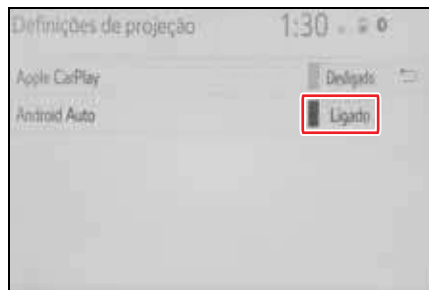 Definições de projeção 1:30
Apple CarPlay Desligado
Android Auto Ligado